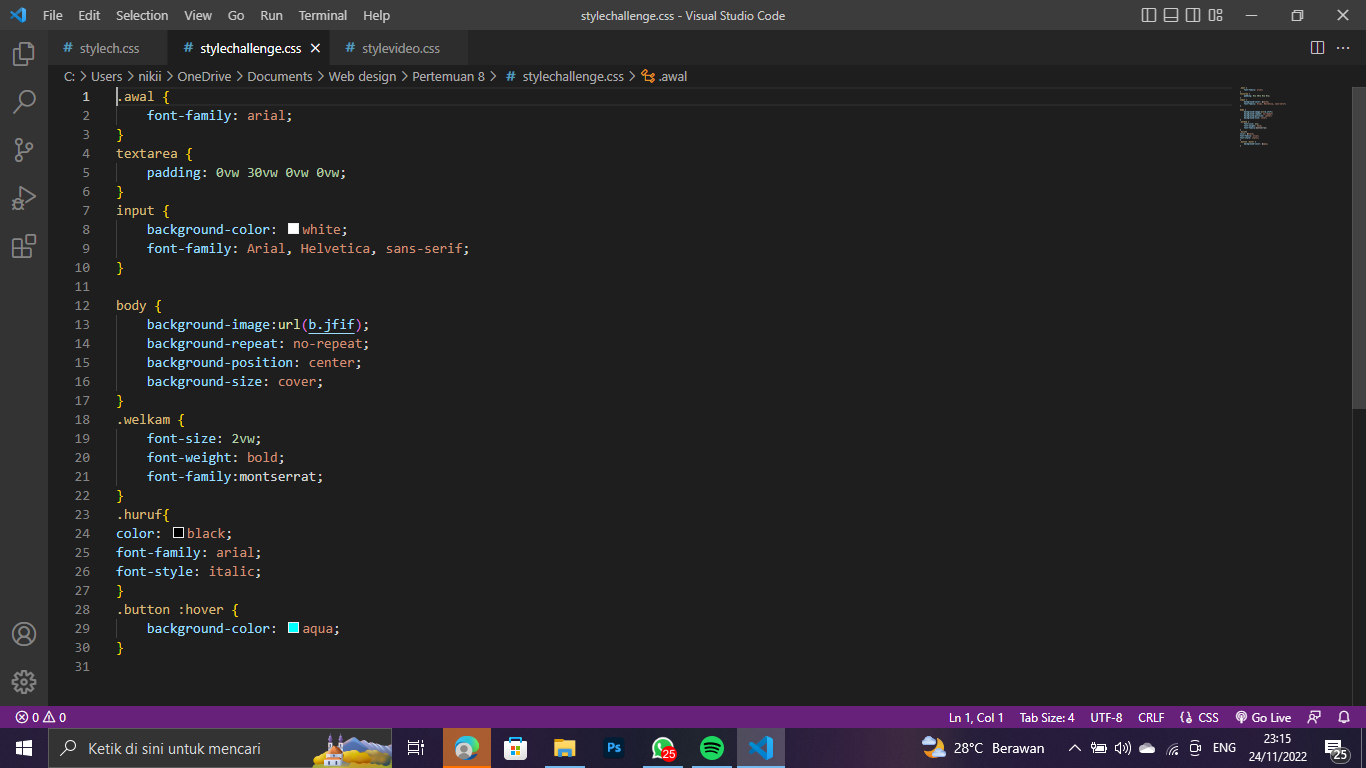 File Edit Selection View Go Run Terminal Help stylechallenge.css - Visual Studio Code
# stylech.css # stylechallenge.css # stylevideo.css
C: > Users > nikii > OneDrive > Documents > Web design > Pertemuan 8 > # stylechallenge.css > .awal
1 .awal {
2 font-family: arial;
3 }
4 textarea {
5 padding: 0vw 30vw 0vw 0vw;
6 }
7 input {
8 background-color: white;
9 font-family: Arial, Helvetica, sans-serif;
10 }
11
12 body {
13 background-image:url(b.jfif);
14 background-repeat: no-repeat;
15 background-position: center;
16 background-size: cover;
17 }
18 .welkam {
19 font-size: 2vw;
20 font-weight: bold;
21 font-family:montserrat;
22 }
23 .huruf{
24 color: black;
25 font-family: arial;
26 font-style: italic;
27 }
28 .button :hover {
29 background-color: aqua;
30 }
31
0 0 Ln 1, Col 1 Tab Size: 4 UTF-8 CRLF {} CSS Go Live
Ketik di sini untuk mencari Ps 25 28°C Berawan ENG 23:15
24/11/2022 25